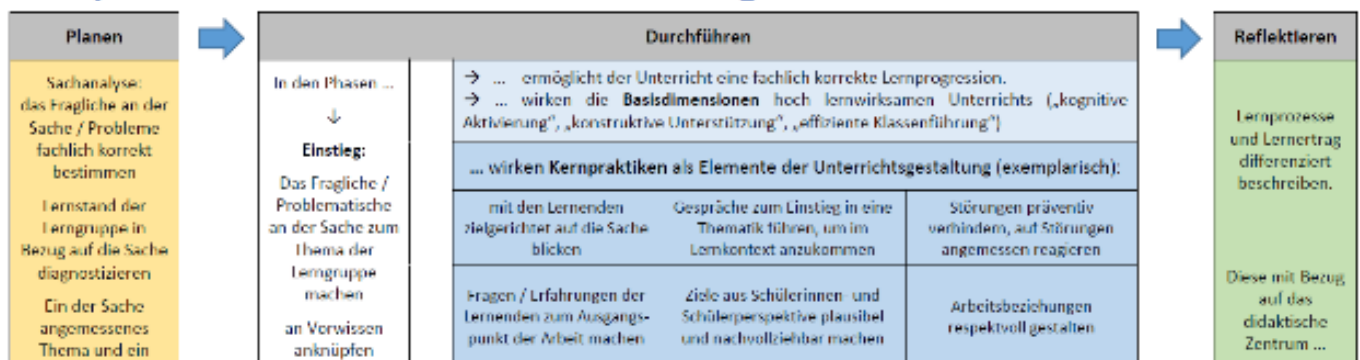 Planen
Sachanalyse:
das Fragliche an der
Sache / Probleme
fachlich korrekt
bestimmen
Lernstand der
Lerngruppe in
Bezug auf die Sache
diagnostizieren
Ein der Sache
angemessenes
Thema und ein
Durchführen
In den Phasen ...
↓
Einstieg:
Das Fragliche /
Problematische
an der Sache zum
Thema der
Lerngruppe
machen
an Vorwissen
anknüpfen
→ ... ermöglicht der Unterricht eine fachlich korrekte Lernprogression.
→ ... wirken die Basisdimensionen hoch lernwirksamen Unterrichts („kognitive
Aktivierung“, „konstruktive Unterstützung“, „effiziente Klassenführung“)
... wirken Kernpraktiken als Elemente der Unterrichtsgestaltung (exemplarisch):
mit den Lernenden
zielgerichtet auf die Sache
blicken
Gespräche zum Einstieg in eine
Thematik führen, um im
Lernkontext anzukommen
Störungen präventiv
verhindern, auf Störungen
angemessen reagieren
Fragen / Erfahrungen der
Lernenden zum Ausgangs-
punkt der Arbeit machen
Ziele aus Schülerinnen- und
Schülerperspektive plausibel
und nachvollziehbar machen
Arbeitsbeziehungen
respektvoll gestalten
Reflektieren
Lernprozesse
und Lernertrag
differenziert
beschreiben.
Diese mit Bezug
auf das
didaktische
Zentrum ...